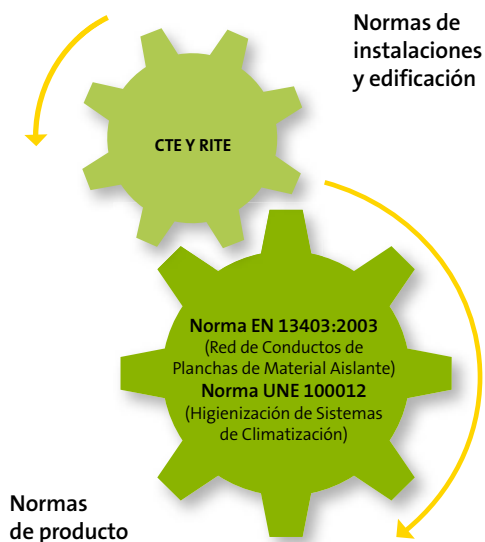 Normas de
instalaciones
y edificación
CTE Y RITE
Norma EN 13403:2003
(Red de Conductos de
Planchas de Material Aislante)
Norma UNE 100012
(Higienización de Sistemas
de Climatización)
Normas
de producto